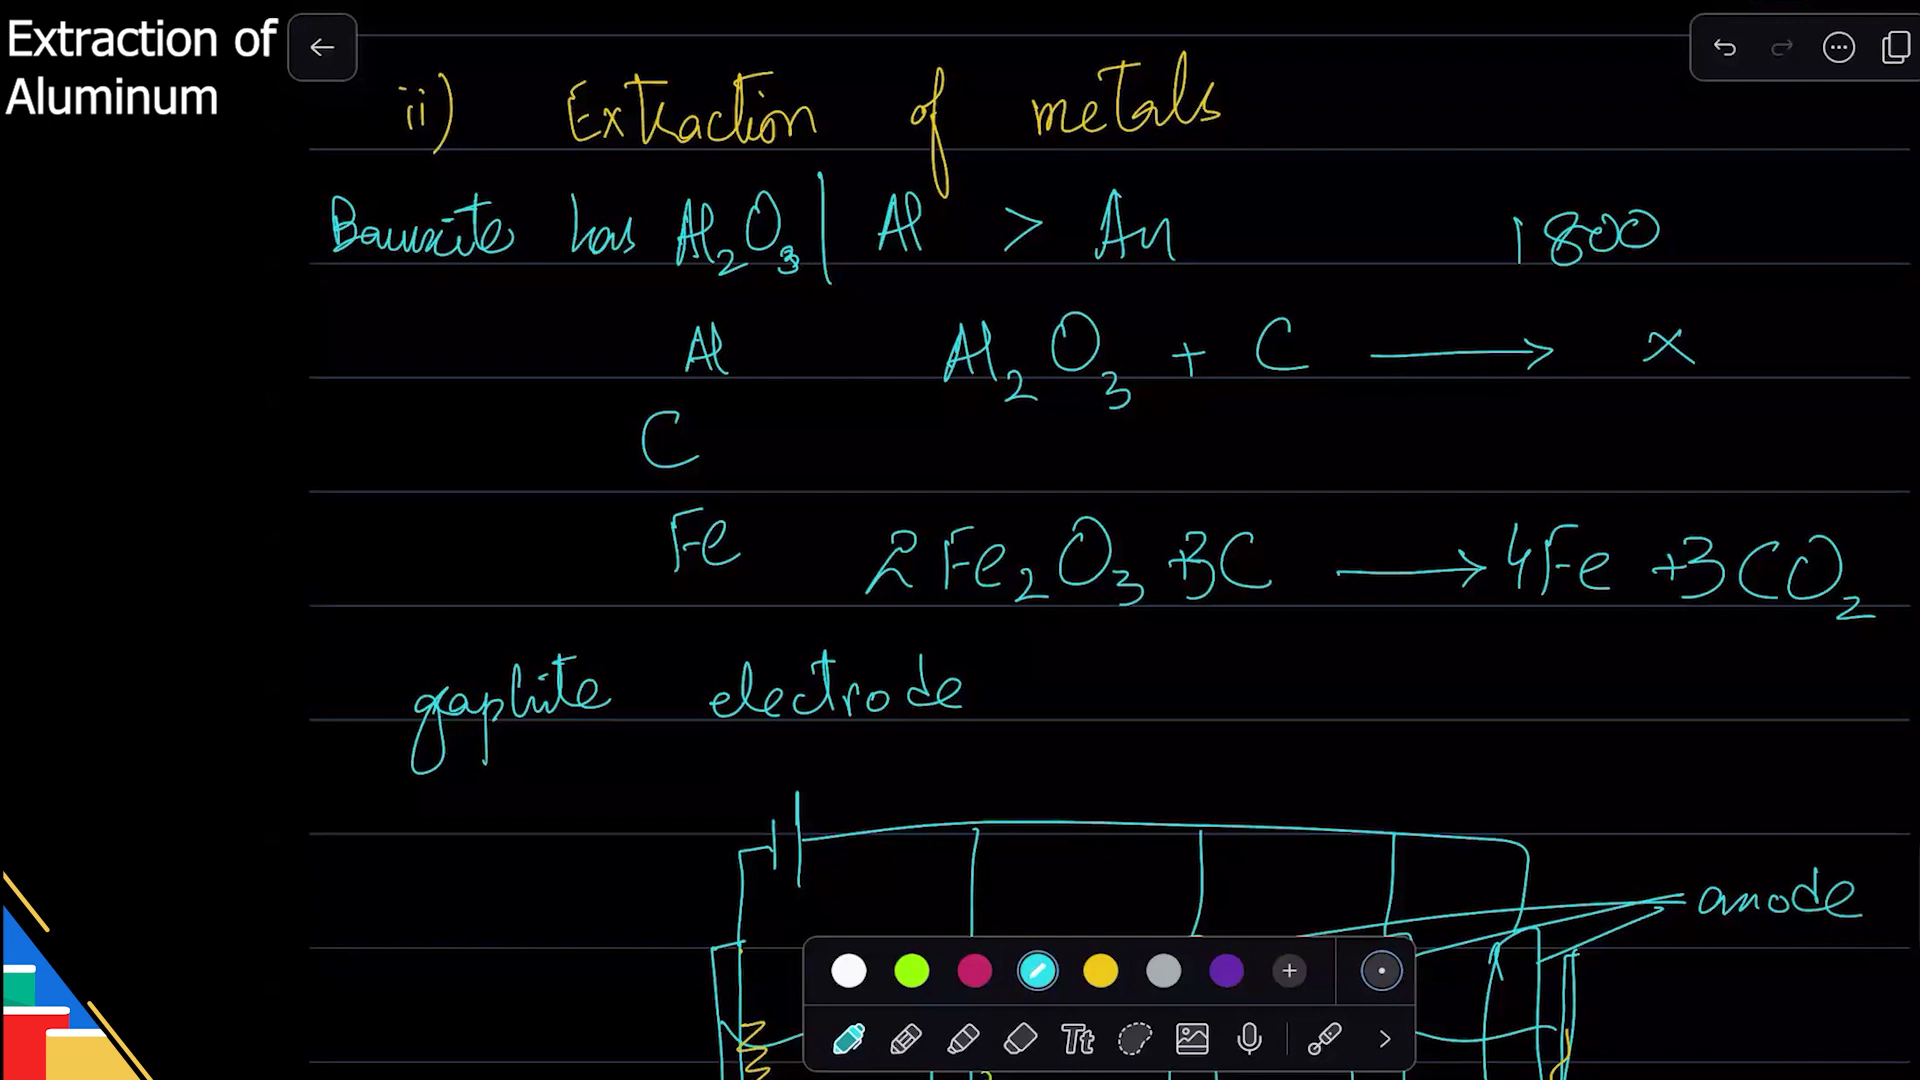 Extraction of
Aluminum
ii) Extraction of metals
Bauxite has Al₂O₃ | Al > Au 1800
Al Al₂O₃ + C ⟶ ×
C
Fe 2Fe₂O₃ + 3C ⟶ 4Fe + 3CO₂
graphite electrode
anode
Tt